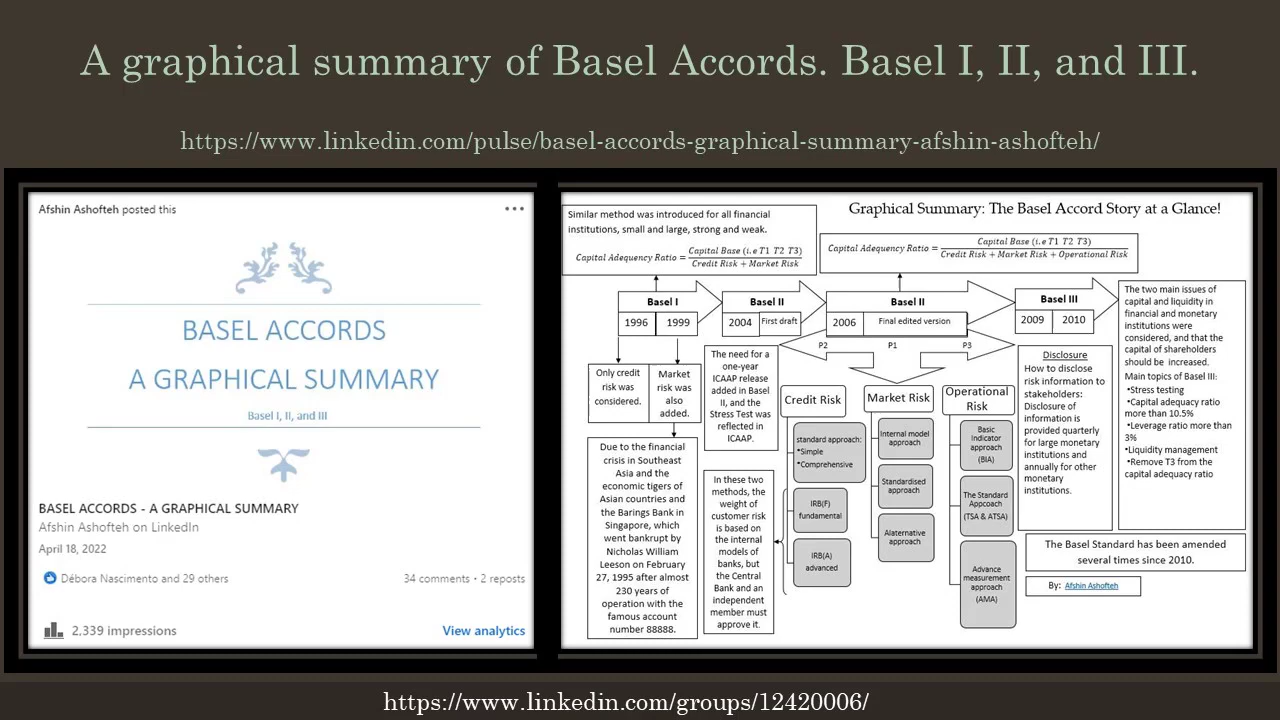 A graphical summary of Basel Accords. Basel I, II, and III.
https://www.linkedin.com/pulse/basel-accords-graphical-summary-afshin-ashofteh/
Afshin Ashofteh posted this
BASEL ACCORDS
A GRAPHICAL SUMMARY
Basel I, II, and III
BASEL ACCORDS - A GRAPHICAL SUMMARY
Afshin Ashofteh on LinkedIn
April 18, 2022
Débora Nascimento and 29 others
34 comments • 2 reposts
2,339 impressions
View analytics
Graphical Summary: The Basel Accord Story at a Glance!
Similar method was introduced for all financial
institutions, small and large, strong and weak.
Capital Adequacy Ratio = Capital Base (i.e T1 T2 T3)
Credit Risk + Market Risk
Capital Adequacy Ratio = Capital Base (i.e T1 T2 T3)
Credit Risk + Market Risk + Operational Risk
Basel I
1996
1999
Basel II
2004
First draft
Basel II
2006
Final edited version
Basel III
2009
2010
P2
P1
P3
Only credit
risk was
considered.
Market
risk was
also
added.
Due to the financial
crisis in Southeast
Asia and the
economic tigers of
Asian countries and
the Barings Bank in
Singapore, which
went bankrupt by
Nicholas William
Leeson on February
27, 1995 after almost
230 years of
operation with the
famous account
number 88888.
The need for a
one-year
ICAAP release
added in Basel
II, and the
Stress Test was
reflected in
ICAAP.
In these two
methods, the
weight of
customer risk
is based on
the internal
models of
banks, but the
Central
Bank and an
independent
member must
approve it.
Credit Risk
standard approach:
•Simple
•Comprehensive
IRB(F)
fundamental
IRB(A)
advanced
Market Risk
Internal model
approach
Standardised
approach
Alaternative
approach
Operational
Risk
Basic
Indicator
approach
(BIA)
The Standard
Appcoach
(TSA & ATSA)
Advance
measurement
approach
(AMA)
Disclosure
How to disclose
risk information to
stakeholders:
Disclosure of
information is
provided quarterly
for large monetary
institutions and
annually for other
monetary
institutions.
The two main issues of
capital and liquidity in
financial and monetary
institutions were
considered, and that the
capital of shareholders
should be increased.
Main topics of Basel III:
•Stress testing
•Capital adequacy ratio
more than 10.5%
•Leverage ratio more than
3%
•Liquidity management
•Remove T3 from the
capital adequacy ratio
The Basel Standard has been amended
several times since 2010.
By: Afshin Ashofteh
https://www.linkedin.com/groups/12420006/